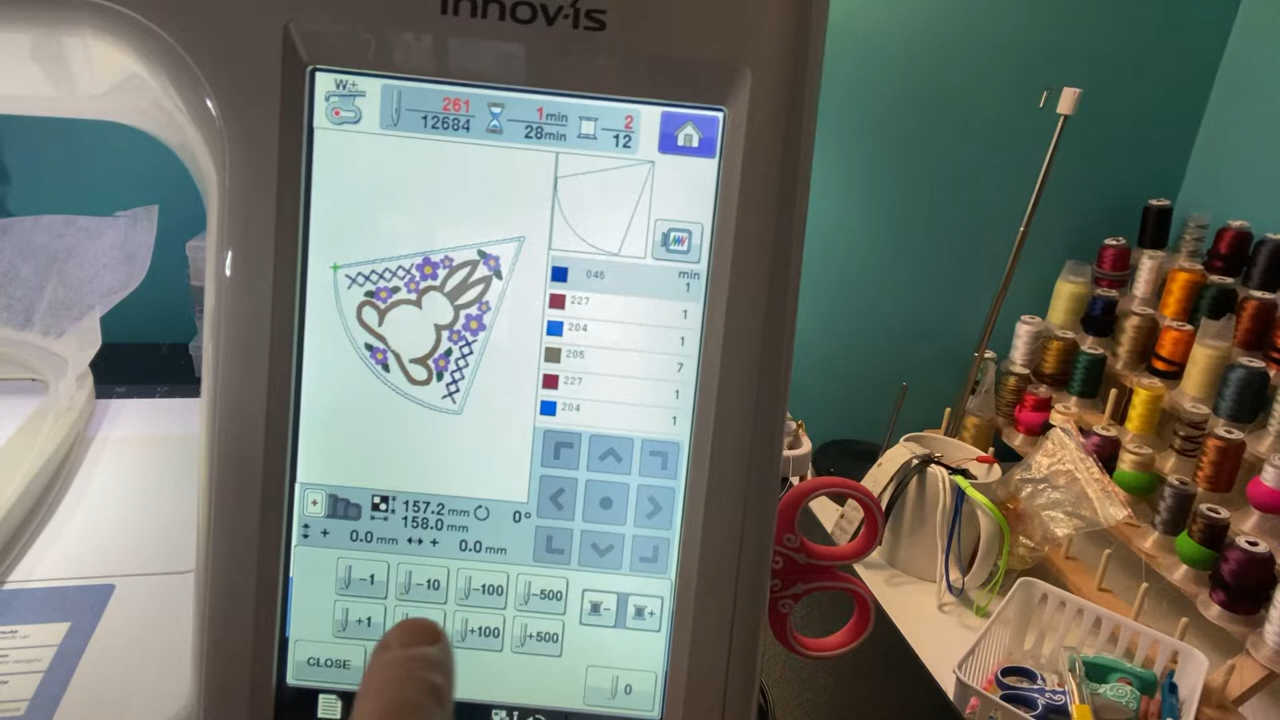 innov-is
W+
261
12684
1min
28min
2
12
046
min
1
227
1
204
1
205
7
227
1
204
1
157.2 mm
158.0 mm
0°
+ 0.0 mm
+ 0.0 mm
-1
-10
-100
-500
+1
+100
+500
CLOSE
0